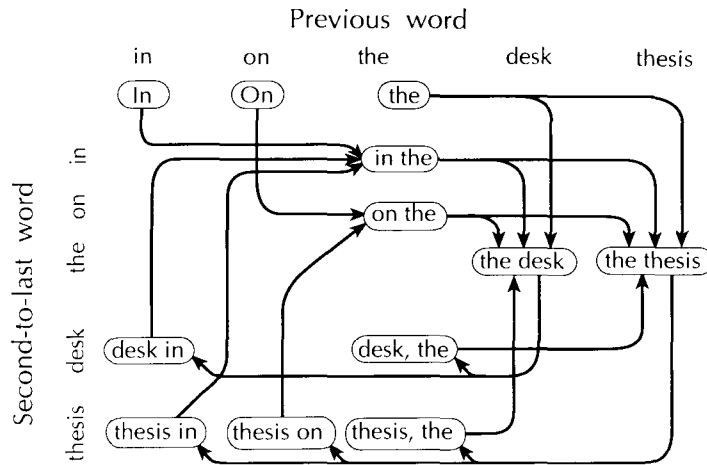 Previous word
in on the desk thesis
In On the
in the
on the
the desk the thesis
desk in desk, the
thesis in thesis on thesis, the
Second-to-last word
thesis desk the on in